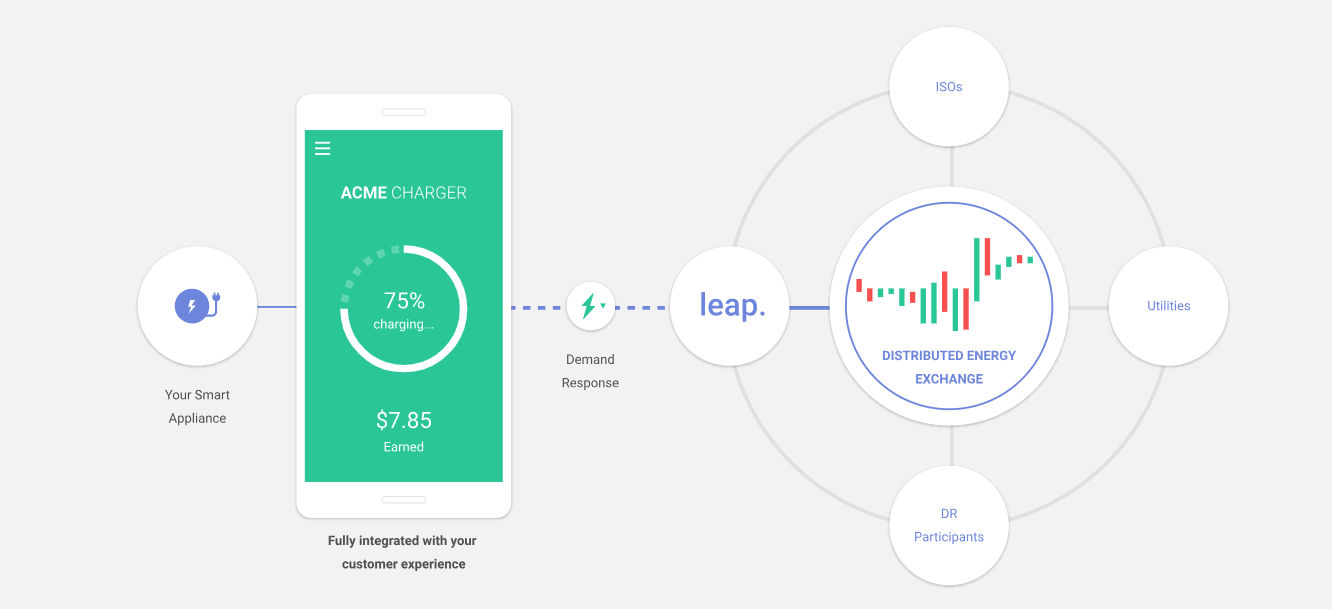 Your Smart
Appliance
ACME CHARGER
75%
charging...
$7.85
Earned
Fully integrated with your
customer experience
Demand
Response
leap.
ISOs
DISTRIBUTED ENERGY
EXCHANGE
Utilities
DR
Participants